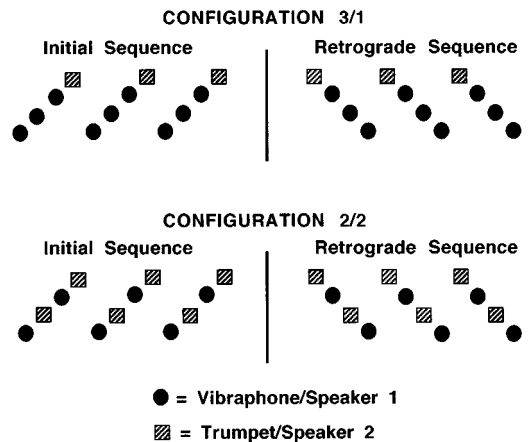 CONFIGURATION 3/1
Initial Sequence
Retrograde Sequence
CONFIGURATION 2/2
Initial Sequence
Retrograde Sequence
= Vibraphone/Speaker 1
= Trumpet/Speaker 2